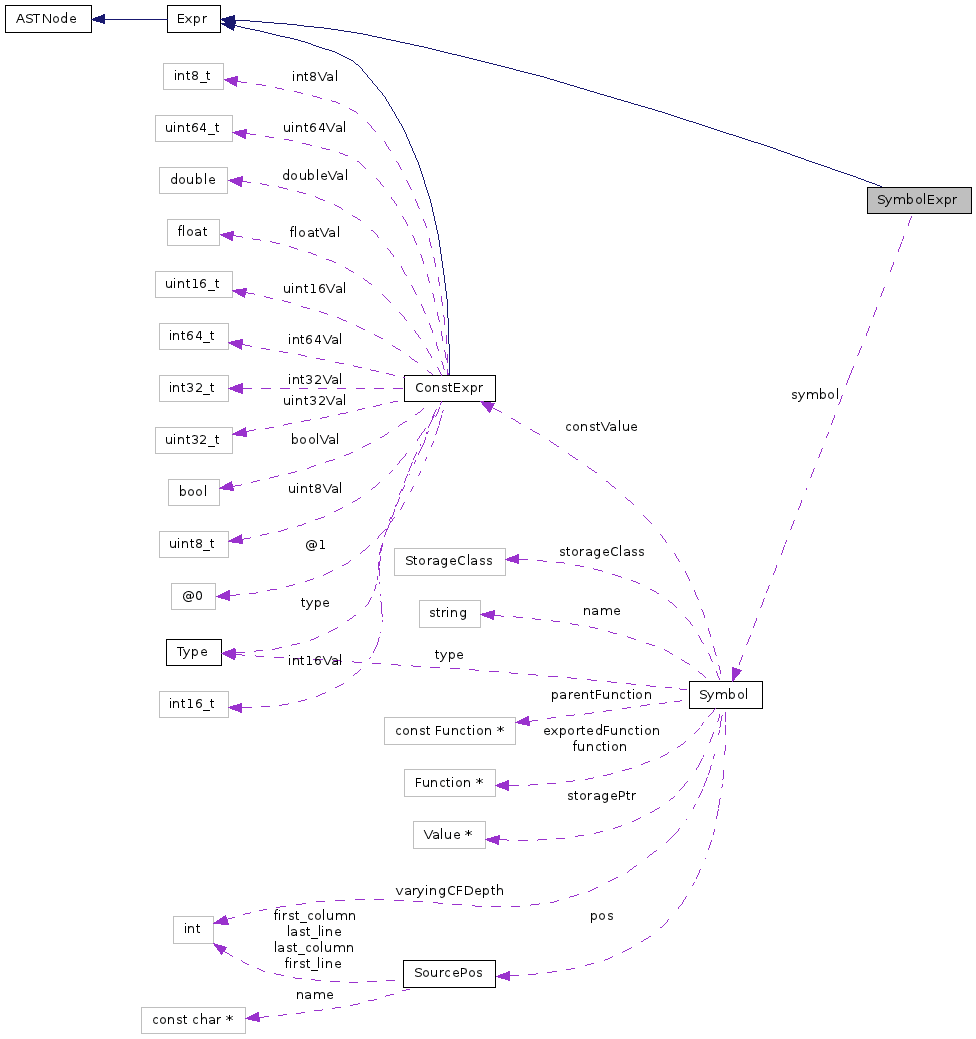 ASTNode
Expr
int8_t
int8Val
uint64_t
uint64Val
double
doubleVal
SymbolExpr
float
floatVal
uint16_t
uint16Val
int64_t
int64Val
int32_t
int32Val
ConstExpr
uint32Val
symbol
constValue
uint32_t
boolVal
bool
uint8Val
uint8_t
@1
storageClass
StorageClass
@0
type
name
string
Type
int16Val
type
Symbol
parentFunction
int16_t
const Function *
exportedFunction
function
Function *
storagePtr
Value *
varyingCFDepth
pos
int
first_column
last_line
last_column
first_line
SourcePos
name
const char *